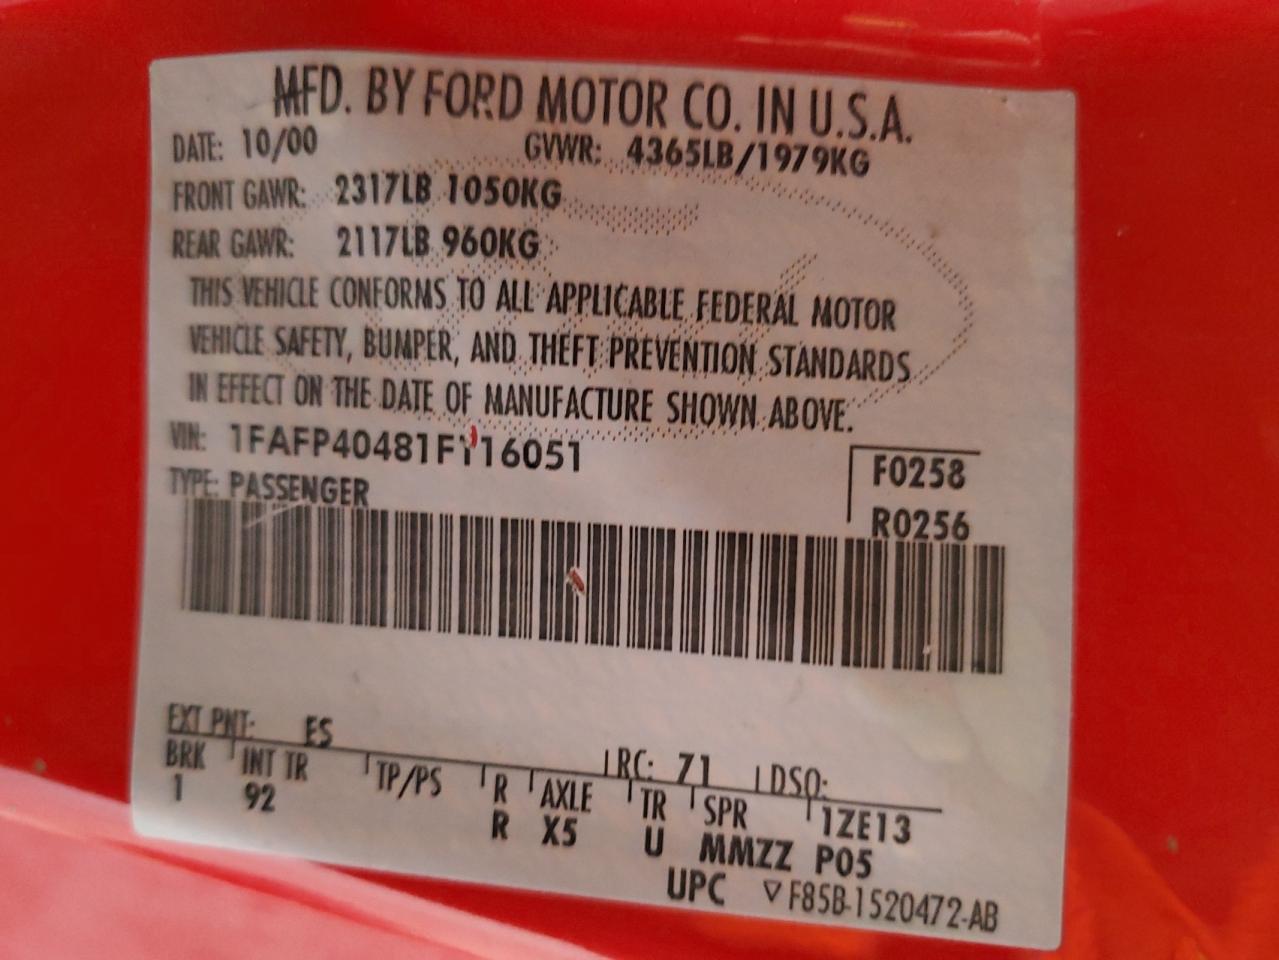 MFD. BY FORD MOTOR CO. IN U.S.A.
DATE: 10/00 GVWR: 4365LB/1979KG
FRONT GAWR: 2317LB 1050KG
REAR GAWR: 2117LB 960KG
THIS VEHICLE CONFORMS TO ALL APPLICABLE FEDERAL MOTOR
VEHICLE SAFETY, BUMPER, AND THEFT PREVENTION STANDARDS
IN EFFECT ON THE DATE OF MANUFACTURE SHOWN ABOVE.
VIN: 1FAFP40481F116051
F0258
TYPE: PASSENGER
R0256
EXT PNT: ES RC: 71 DSO:
BRK INT TR TP/PS R AXLE TR SPR 1ZE13
1 92 R X5 U MMZZ P05
UPC ▽F85B-1520472-AB